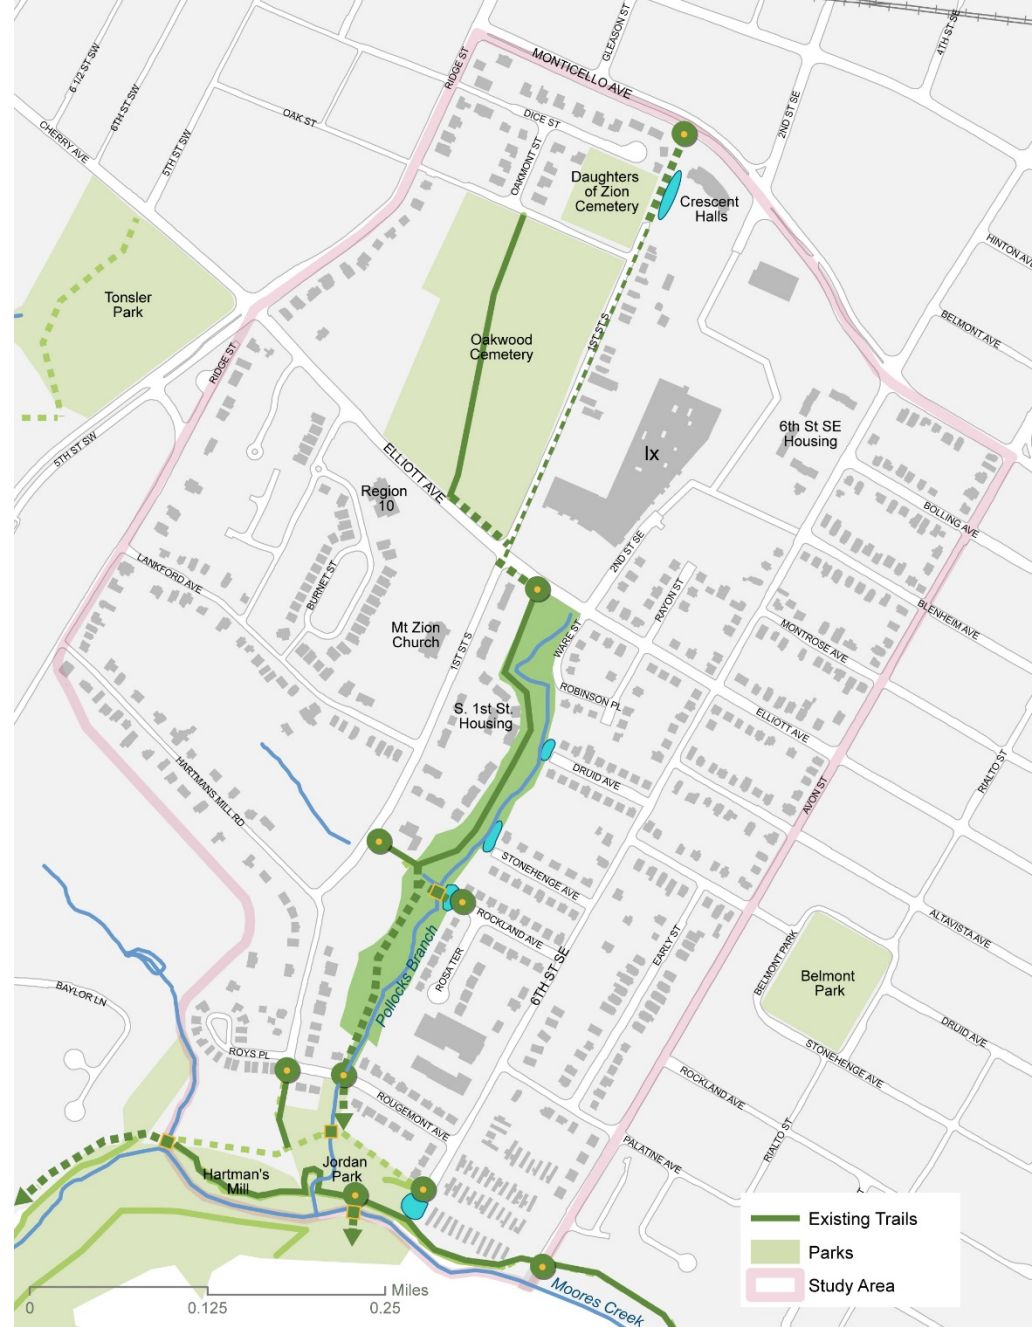 GLEASON ST
4TH ST SE
6 1/2 ST SW
6TH ST SW
RIDGE ST
MONTICELLO AVE
2ND ST SE
CHERRY AVE
5TH ST SW
OAK ST
DICE ST
OAKMONT ST
Daughters
of Zion
Cemetery
Crescent
Halls
HINTON AVE
Tonsler
Park
BELMONT AVE
Oakwood
Cemetery
1ST ST S
RIDGE ST
5TH ST SW
6th St SE
Housing
Ix
ELLIOTT AVE
Region
10
BOLLING AVE
2ND ST SE
LANKFORD AVE
BURNET ST
RAYON ST
BLENHEIM AVE
MONTROSE AVE
Mt Zion
Church
1ST ST S
WARE ST
ROBINSON PL
S. 1st St.
Housing
ELLIOTT AVE
RIALTO ST
HARTMANS MILL RD
DRUID AVE
AVON ST
STONEHENGE AVE
ROCKLAND AVE
ALTAVISTA AVE
Pollocks Branch
ROSA TER
6TH ST SE
EARLY ST
BELMONT PARK
Belmont
Park
BAYLOR LN
DRUID AVE
STONEHENGE AVE
ROYS PL
ROUGEMONT AVE
ROCKLAND AVE
RIALTO ST
PALATINE AVE
Hartman's
Mill
Jordan
Park
Existing Trails
Parks
Study Area
Moores Creek
Miles
0
0.125
0.25